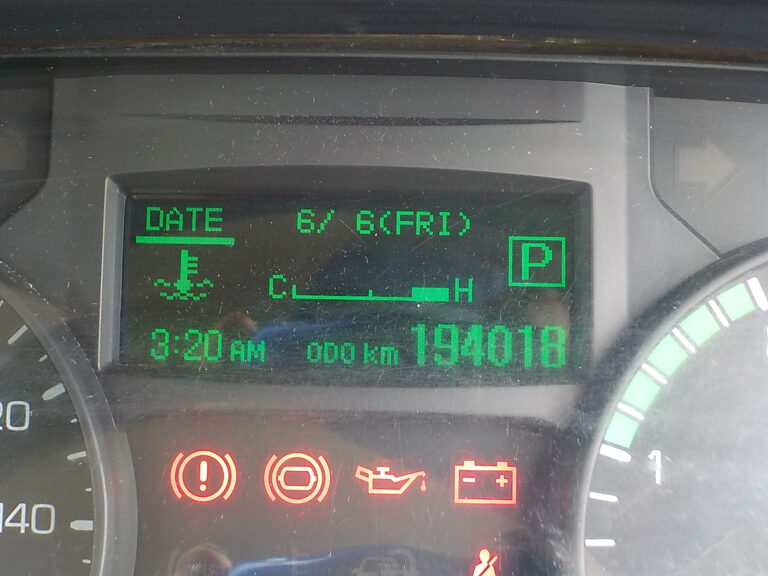 DATE 6/ 6(FRI)
P
C H
3:20 AM ODO km 194018
20
140
1